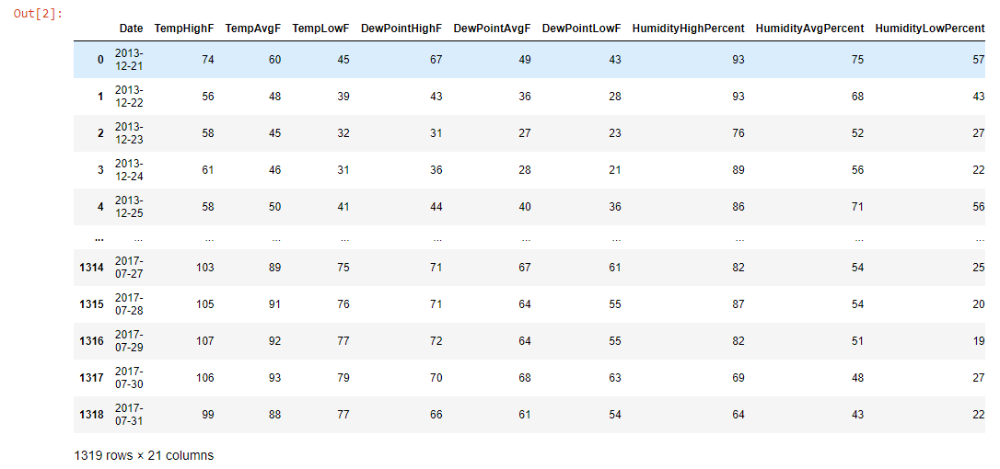 Out[2]:
Date TempHighF TempAvgF TempLowF DewPointHighF DewPointAvgF DewPointLowF HumidityHighPercent HumidityAvgPercent HumidityLowPercent
0 2013-12-21 74 60 45 67 49 43 93 75 57
1 2013-12-22 56 48 39 43 36 28 93 68 43
2 2013-12-23 58 45 32 31 27 23 76 52 27
3 2013-12-24 61 46 31 36 28 21 89 56 22
4 2013-12-25 58 50 41 44 40 36 86 71 56
... ... ... ... ... ... ... ... ... ... ...
1314 2017-07-27 103 89 75 71 67 61 82 54 25
1315 2017-07-28 105 91 76 71 64 55 87 54 20
1316 2017-07-29 107 92 77 72 64 55 82 51 19
1317 2017-07-30 106 93 79 70 68 63 69 48 27
1318 2017-07-31 99 88 77 66 61 54 64 43 22
1319 rows × 21 columns